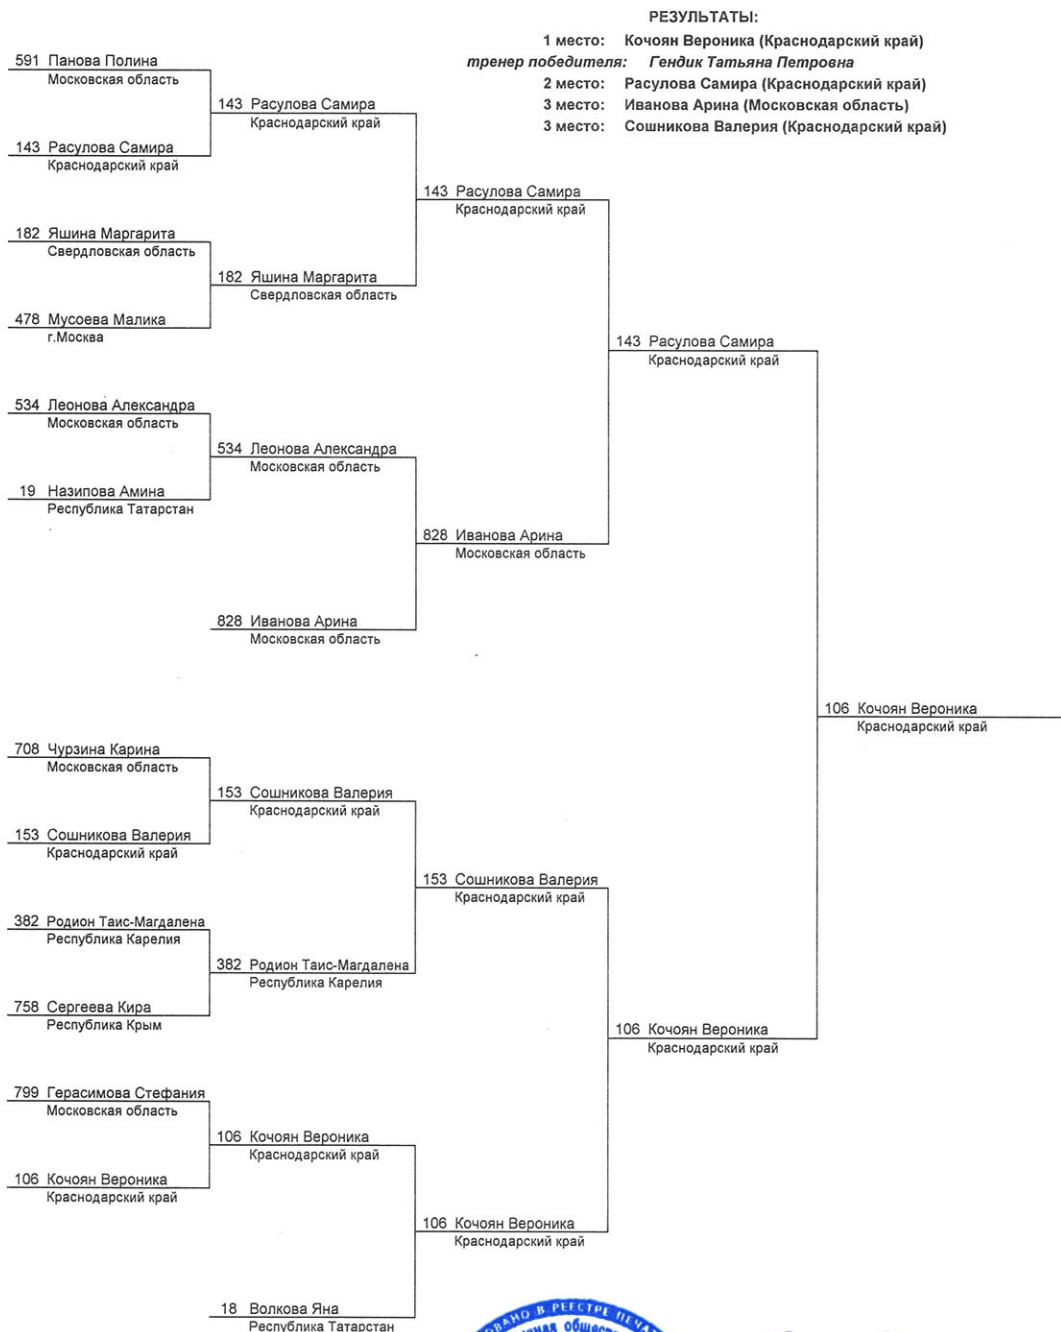 РЕЗУЛЬТАТЫ:
1 место: Кочоян Вероника (Краснодарский край)
тренер победителя: Гендик Татьяна Петровна
2 место: Расулова Самира (Краснодарский край)
3 место: Иванова Арина (Московская область)
3 место: Сошникова Валерия (Краснодарский край)
591 Панова Полина
Московская область
143 Расулова Самира
Краснодарский край
143 Расулова Самира
Краснодарский край
143 Расулова Самира
Краснодарский край
182 Яшина Маргарита
Свердловская область
182 Яшина Маргарита
Свердловская область
478 Мусоева Малика
г.Москва
143 Расулова Самира
Краснодарский край
534 Леонова Александра
Московская область
534 Леонова Александра
Московская область
19 Назипова Амина
Республика Татарстан
828 Иванова Арина
Московская область
828 Иванова Арина
Московская область
106 Кочоян Вероника
Краснодарский край
708 Чурзина Карина
Московская область
153 Сошникова Валерия
Краснодарский край
153 Сошникова Валерия
Краснодарский край
153 Сошникова Валерия
Краснодарский край
382 Родион Таис-Магдалена
Республика Карелия
382 Родион Таис-Магдалена
Республика Карелия
758 Сергеева Кира
Республика Крым
106 Кочоян Вероника
Краснодарский край
799 Герасимова Стефания
Московская область
106 Кочоян Вероника
Краснодарский край
106 Кочоян Вероника
Краснодарский край
106 Кочоян Вероника
Краснодарский край
18 Волкова Яна
Республика Татарстан
В РЕЕСТРЕ